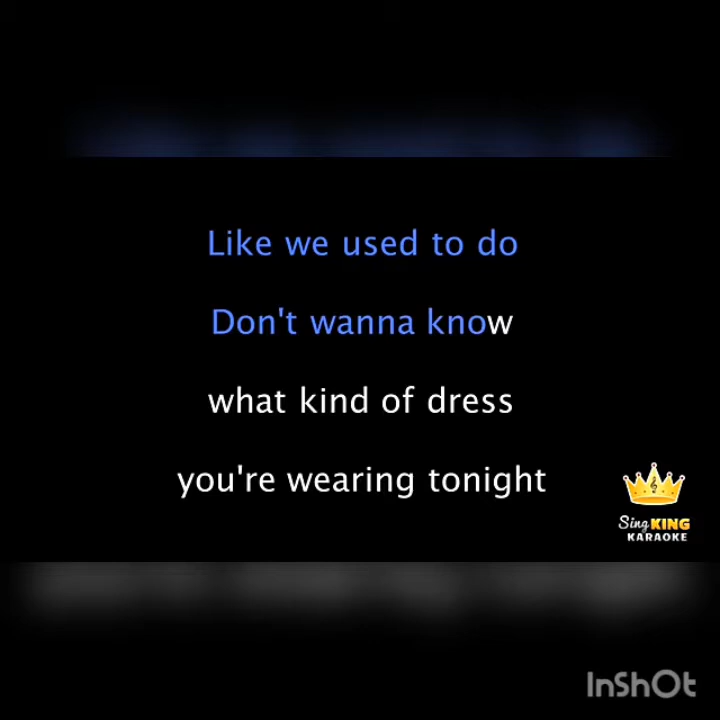 Like we used to do
Don't wanna know
what kind of dress
you're wearing tonight
Sing KING
KARAOKE
InShOt